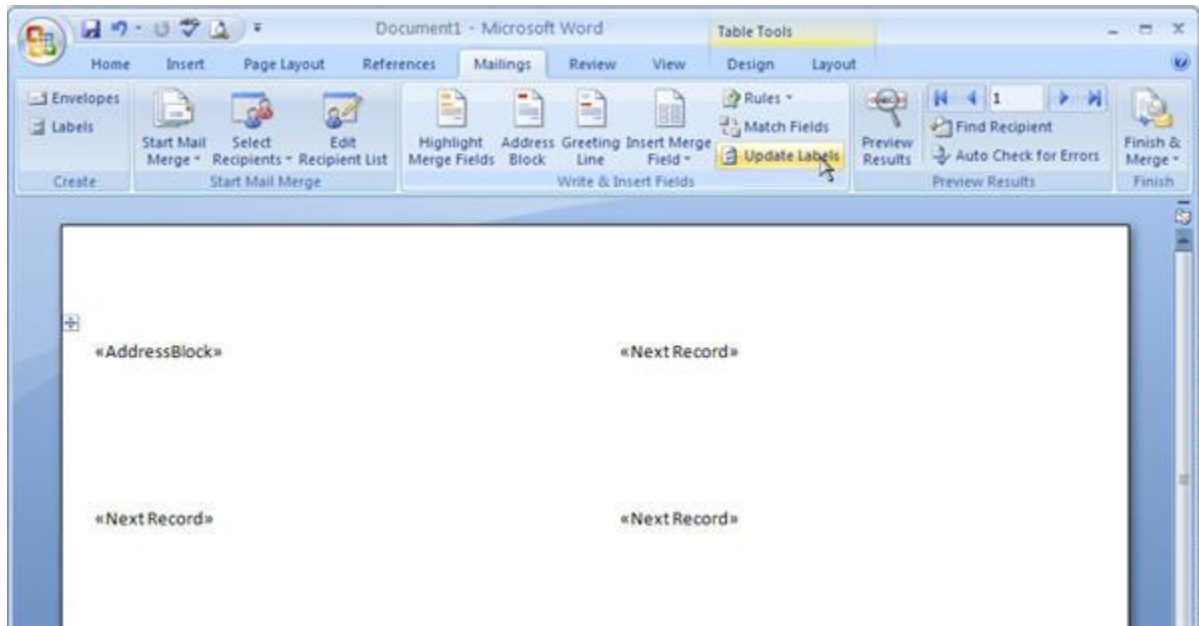 Document1 - Microsoft Word
Table Tools
Home Insert Page Layout References Mailings Review View Design Layout
Envelopes
Labels
Create
Start Mail
Merge
Select
Recipients
Edit
Recipient List
Start Mail Merge
Highlight
Merge Fields
Address
Block
Greeting
Line
Insert Merge
Field
Rules
Match Fields
Update Labels
Write & Insert Fields
Preview
Results
1
Find Recipient
Auto Check for Errors
Preview Results
Finish &
Merge
Finish
«AddressBlock» «Next Record»
«Next Record» «Next Record»